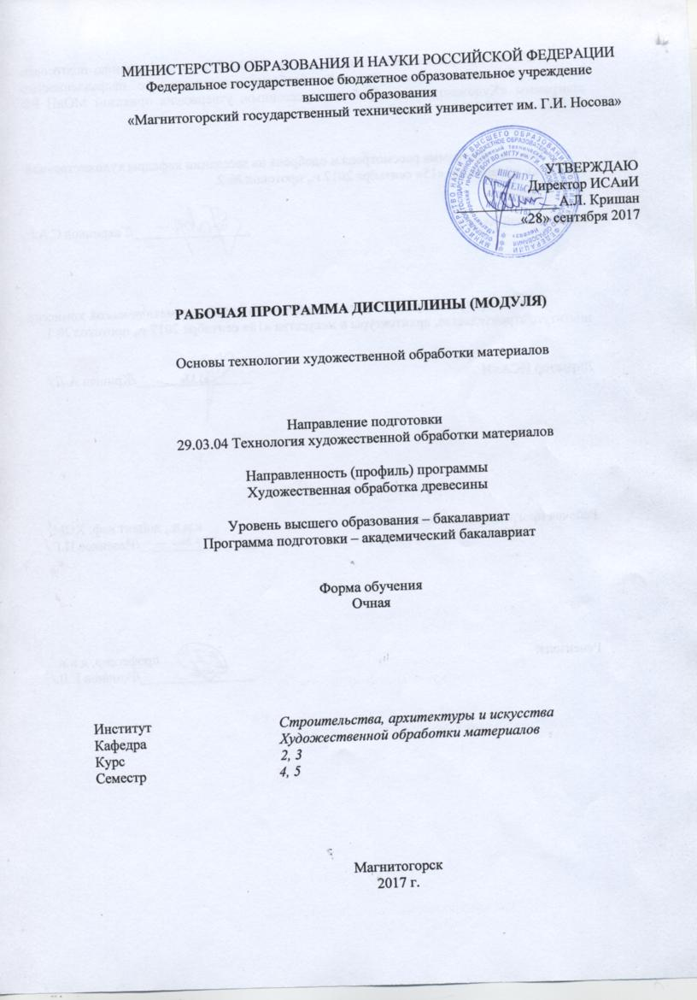 МИНИСТЕРСТВО ОБРАЗОВАНИЯ И НАУКИ РОССИЙСКОЙ ФЕДЕРАЦИИ
Федеральное государственное бюджетное образовательное учреждение
высшего образования
«Магнитогорский государственный технический университет им. Г.И. Носова»
УТВЕРЖДАЮ
Директор ИСАиИ
А.Л. Кришан
«28» сентября 2017
РАБОЧАЯ ПРОГРАММА ДИСЦИПЛИНЫ (МОДУЛЯ)
Основы технологии художественной обработки материалов
Направление подготовки
29.03.04 Технология художественной обработки материалов
Направленность (профиль) программы
Художественная обработка древесины
Уровень высшего образования – бакалавриат
Программа подготовки – академический бакалавриат
Форма обучения
Очная
Институт Строительства, архитектуры и искусства
Кафедра Художественной обработки материалов
Курс 2, 3
Семестр 4, 5
Магнитогорск
2017 г.